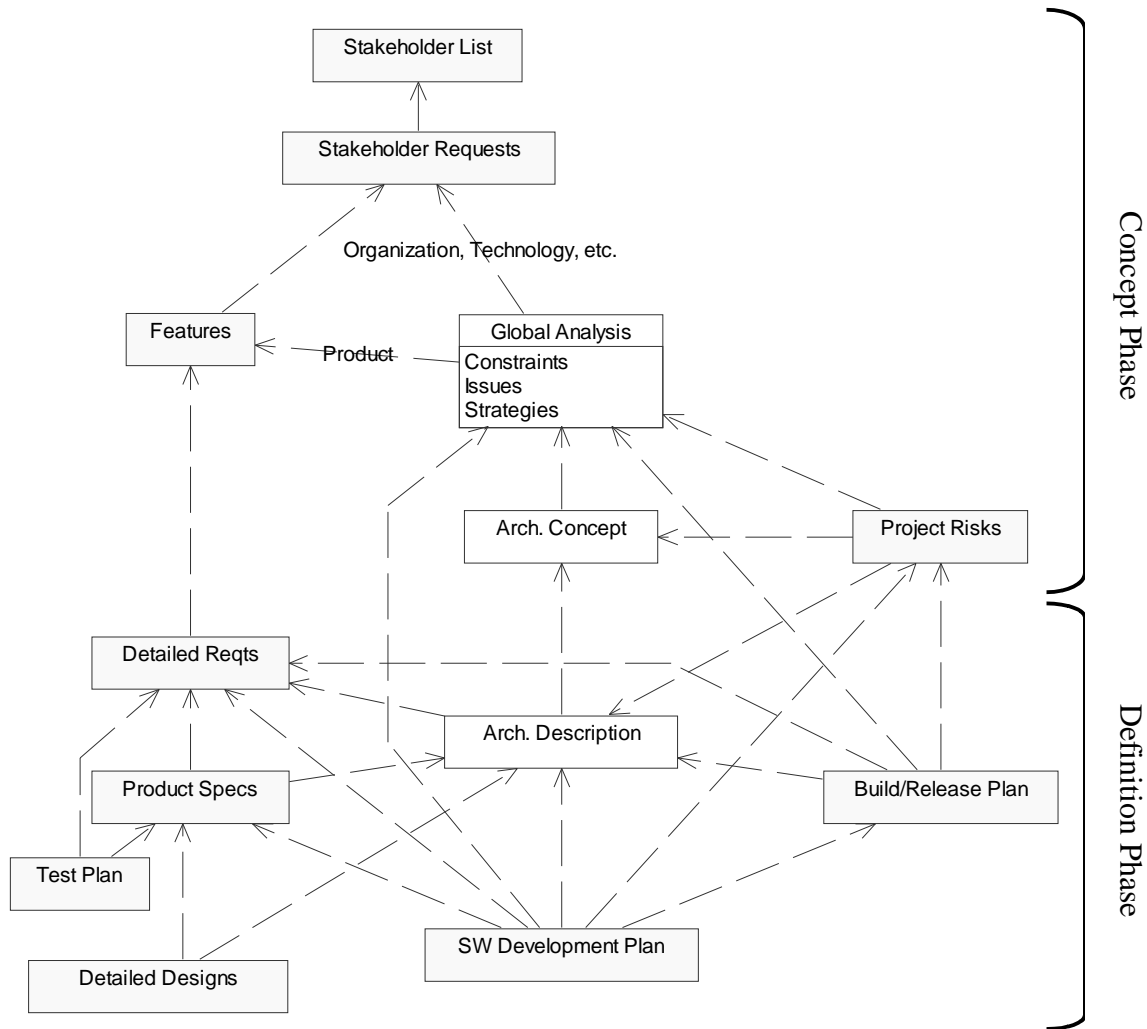 Stakeholder List
Stakeholder Requests
Organization, Technology, etc.
Features
Product
Global Analysis
Constraints
Issues
Strategies
Concept Phase
Arch. Concept
Project Risks
Detailed Reqts
Arch. Description
Product Specs
Build/Release Plan
Definition Phase
Test Plan
SW Development Plan
Detailed Designs